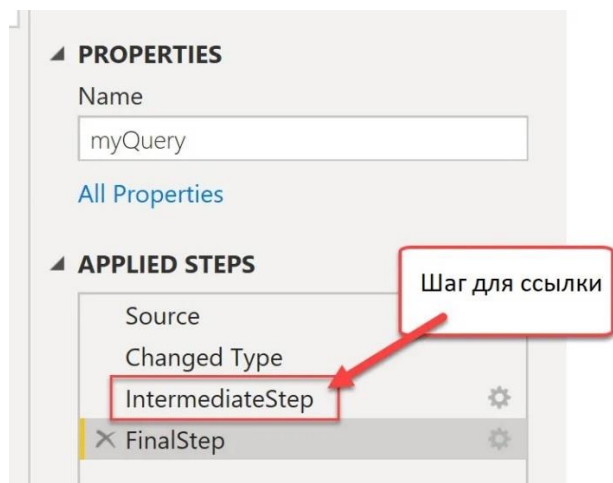 PROPERTIES
Name
myQuery
All Properties
APPLIED STEPS
Шаг для ссылки
Source
Changed Type
IntermediateStep
FinalStep